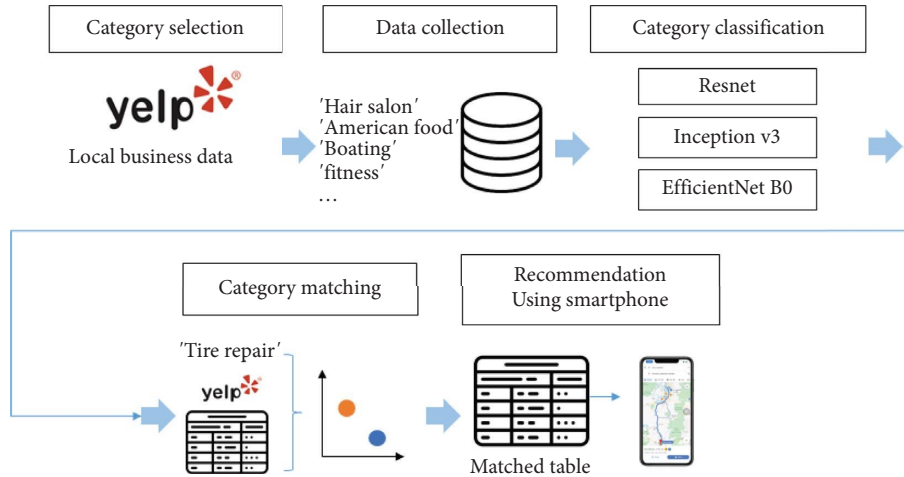 Category selection
Data collection
Category classification
yelp
®
Local business data
'Hair salon'
'American food'
'Boating'
'fitness'
...
Resnet
Inception v3
EfficientNet B0
Category matching
Recommendation
Using smartphone
'Tire repair'
yelp
Matched table